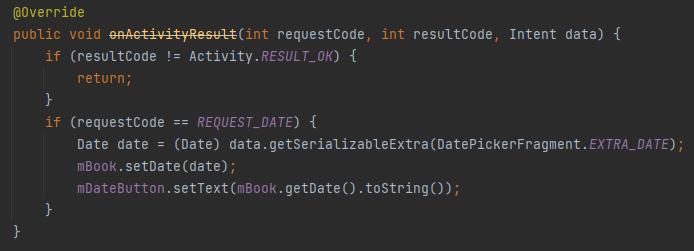 @Override
public void onActivityResult(int requestCode, int resultCode, Intent data) {
    if (resultCode != Activity.RESULT_OK) {
        return;
    }
    if (requestCode == REQUEST_DATE) {
        Date date = (Date) data.getSerializableExtra(DatePickerFragment.EXTRA_DATE);
        mBook.setDate(date);
        mDateButton.setText(mBook.getDate().toString());
    }
}